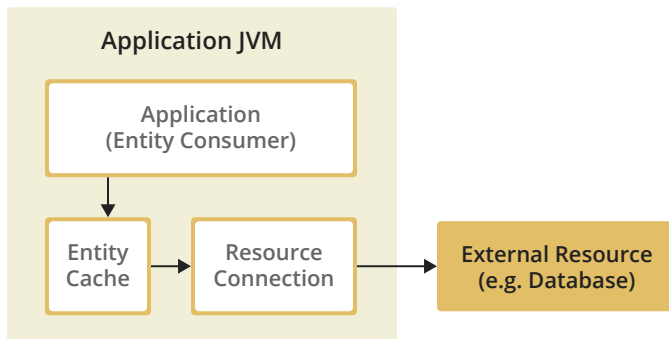 Application JVM
Application
(Entity Consumer)
Entity
Cache
Resource
Connection
External Resource
(e.g. Database)